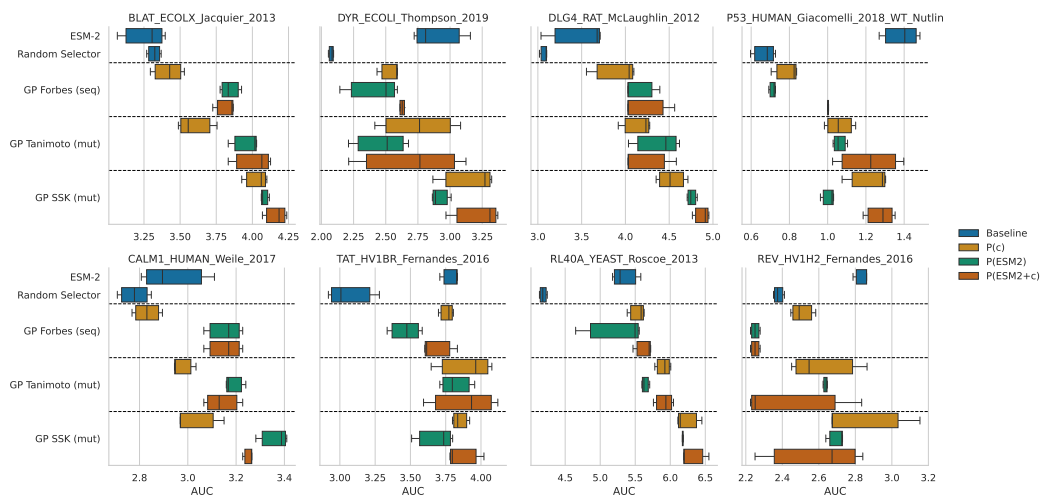 BLAT_ECOLX_Jacquier_2013
DYR_ECOLI_Thompson_2019
DLG4_RAT_McLaughlin_2012
P53_HUMAN_Giacomelli_2018_WT_Nutlin
ESM-2
Random Selector
GP Forbes (seq)
GP Tanimoto (mut)
GP SSK (mut)
3.25 3.50 3.75 4.00 4.25
2.00 2.25 2.50 2.75 3.00 3.25
3.0 3.5 4.0 4.5 5.0
0.6 0.8 1.0 1.2 1.4
Baseline
P(c)
P(ESM2)
P(ESM2+c)
CALM1_HUMAN_Weile_2017
TAT_HV1BR_Fernandes_2016
RL40A_YEAST_Roscoe_2013
REV_HV1H2_Fernandes_2016
ESM-2
Random Selector
GP Forbes (seq)
GP Tanimoto (mut)
GP SSK (mut)
2.8 3.0 3.2 3.4
3.00 3.25 3.50 3.75 4.00
4.5 5.0 5.5 6.0 6.5
2.4 2.6 2.8 3.0 3.2
AUC
AUC
AUC
AUC